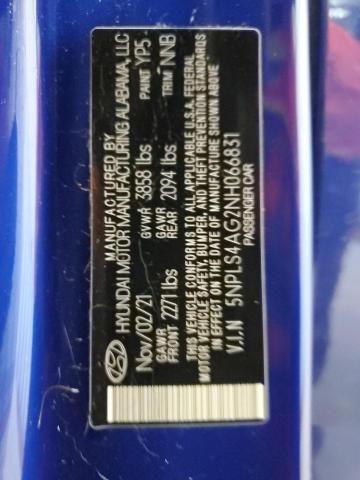 MANUFACTURED BY
HYUNDAI MOTOR MANUFACTURING ALABAMA, LLC
Nov/02/21 GVWR 3858 lbs PAINT YP5
GAWR FRONT 2271 lbs GAWR REAR 2094 lbs TRIM NNB
THIS VEHICLE CONFORMS TO ALL APPLICABLE U.S.A. FEDERAL
MOTOR VEHICLE SAFETY, BUMPER, AND THEFT PREVENTION STANDARDS
IN EFFECT ON THE DATE OF MANUFACTURE SHOWN ABOVE
V.I.N 5NPLS4AG2NH066831
PASSENGER CAR